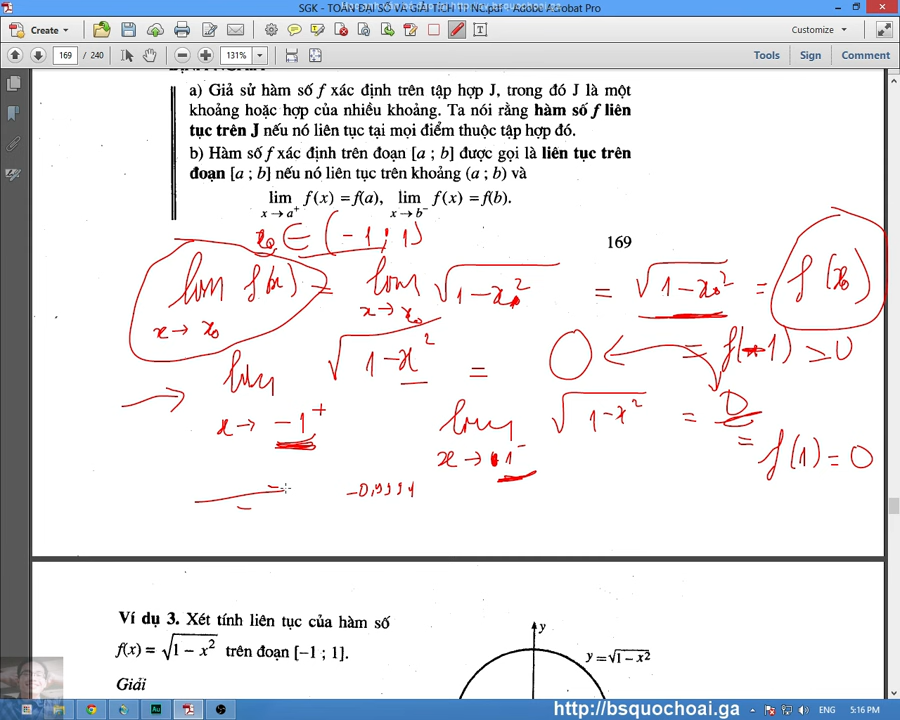 SGK - TOÁN ĐẠI SỐ VÀ GIẢI TÍCH 11 NC.pdf - Adobe Acrobat Pro
Create
Customize
169 / 240
131%
Tools
Sign
Comment
a) Giả sử hàm số f xác định trên tập hợp J, trong đó J là một
khoảng hoặc hợp của nhiều khoảng. Ta nói rằng hàm số f liên
tục trên J nếu nó liên tục tại mọi điểm thuộc tập hợp đó.
b) Hàm số f xác định trên đoạn [a ; b] được gọi là liên tục trên
đoạn [a ; b] nếu nó liên tục trên khoảng (a ; b) và
lim x→a⁺ f(x) = f(a), lim x→b⁻ f(x) = f(b).
x₀ ∈ (-1 ; 1)
169
lim x→x₀ f(x) = lim x→x₀ √(1-x₀²) = √(1-x₀²) = f(x₀)
lim x→-1⁺ √(1-x²) = 0 = f(-1) = 0
lim x→1⁻ √(1-x²) = 0 = f(1) = 0
-0,9994
Ví dụ 3. Xét tính liên tục của hàm số
f(x) = √(1 − x²) trên đoạn [−1 ; 1].
Giải
y
y = √(1 − x²)
http://bsquochoai.ga
ENG
5:16 PM